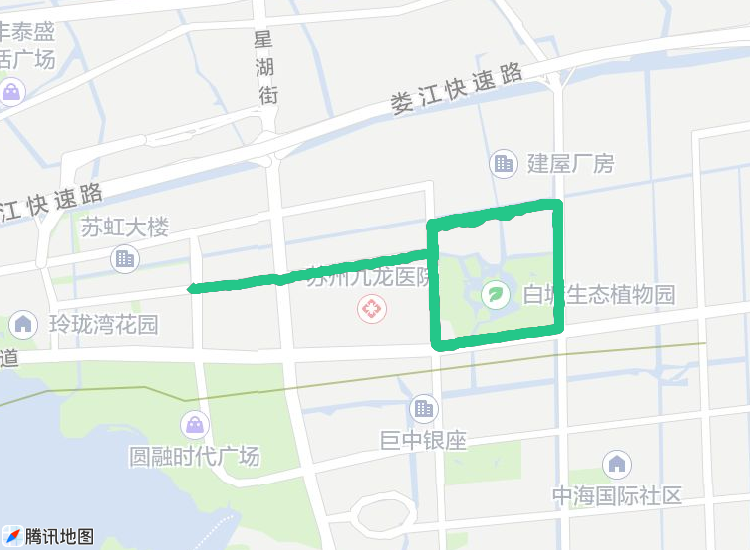 丰泰盛
活广场
星湖街
娄江快速路
建屋厂房
江快速路
苏虹大楼
苏州九龙医院
白塘生态植物园
玲珑湾花园
道
巨中银座
圆融时代广场
中海国际社区
腾讯地图